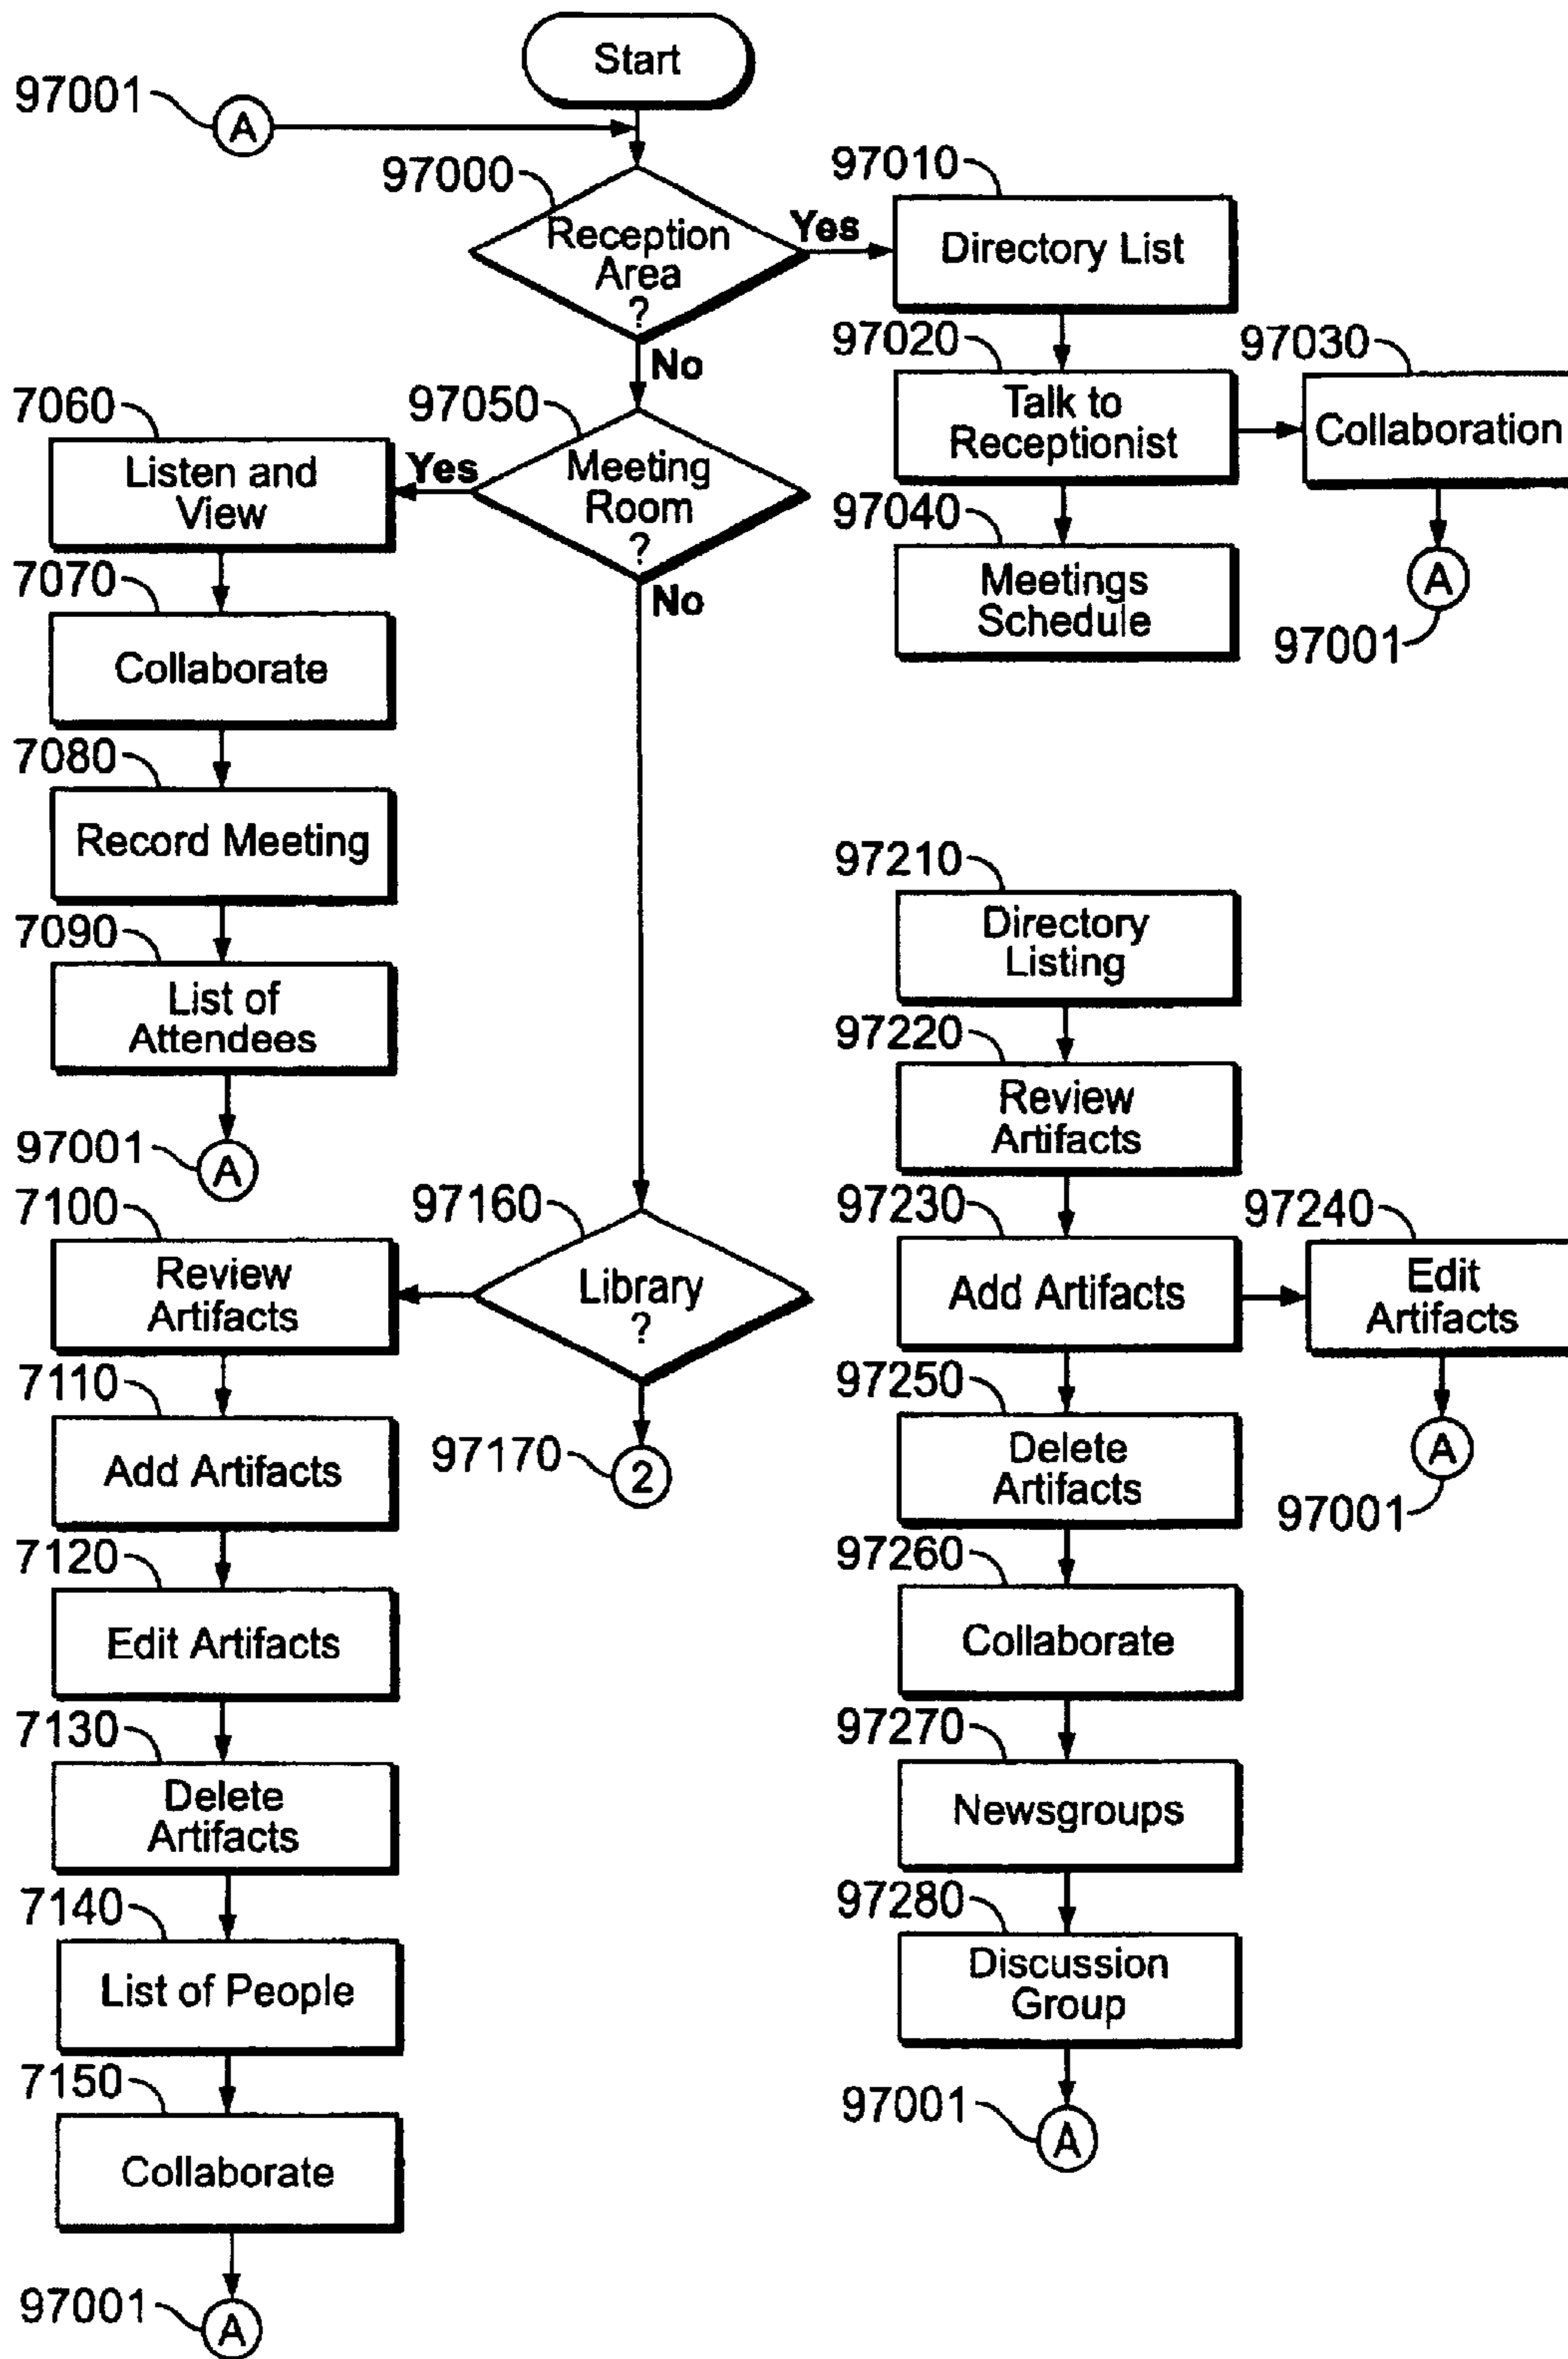 Start
97001
A
97000
Reception
Area
?
Yes
No
97010
Directory List
97020
Talk to
Receptionist
97030
Collaboration
A
97001
97040
Meetings
Schedule
97050
Meeting
Room
?
Yes
No
7060
Listen and
View
7070
Collaborate
7080
Record Meeting
7090
List of
Attendees
97001
A
97160
Library
?
97170
2
7100
Review
Artifacts
7110
Add Artifacts
7120
Edit Artifacts
7130
Delete
Artifacts
7140
List of People
7150
Collaborate
97001
A
97210
Directory
Listing
97220
Review
Artifacts
97230
Add Artifacts
97240
Edit
Artifacts
A
97001
97250
Delete
Artifacts
97260
Collaborate
97270
Newsgroups
97280
Discussion
Group
97001
A